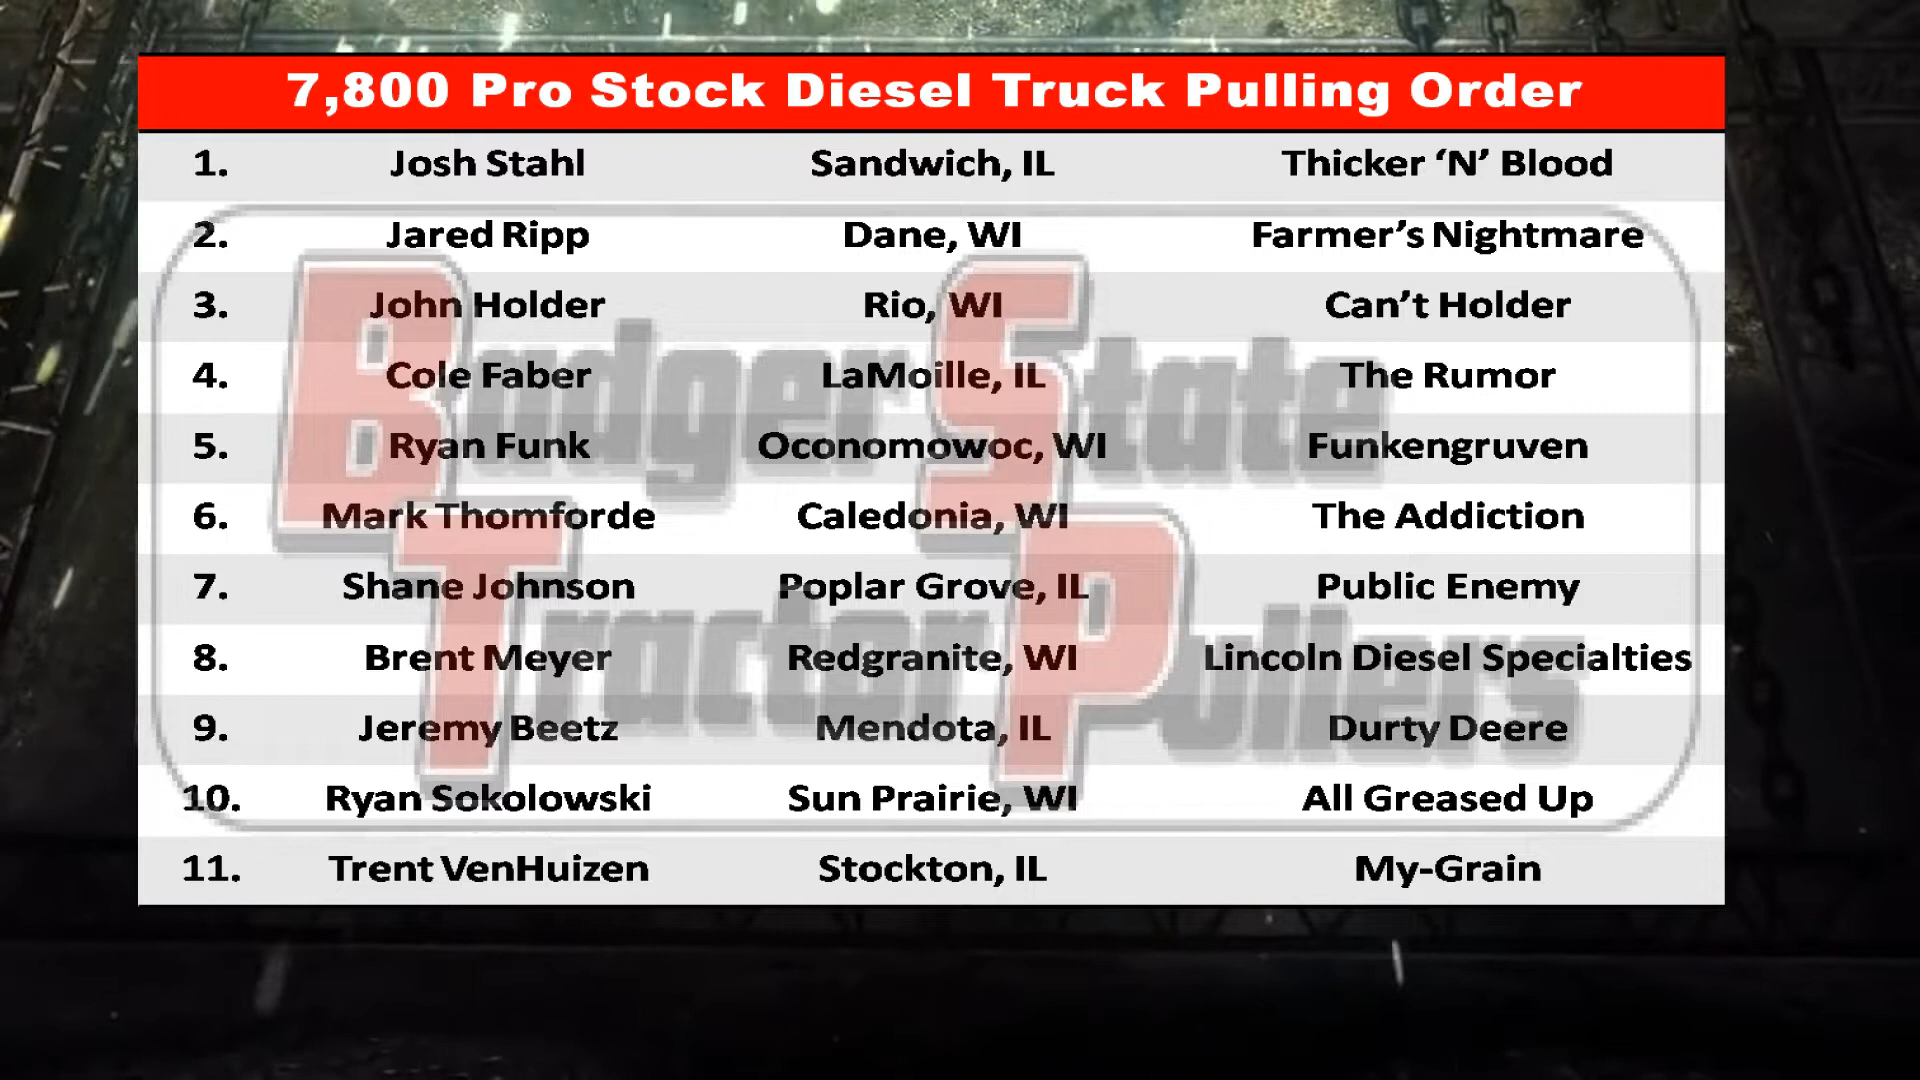 7,800 Pro Stock Diesel Truck Pulling Order
1. Josh Stahl Sandwich, IL Thicker ‘N’ Blood
2. Jared Ripp Dane, WI Farmer’s Nightmare
3. John Holder Rio, WI Can’t Holder
4. Cole Faber LaMoille, IL The Rumor
5. Ryan Funk Oconomowoc, WI Funkengruven
6. Mark Thomforde Caledonia, WI The Addiction
7. Shane Johnson Poplar Grove, IL Public Enemy
8. Brent Meyer Redgranite, WI Lincoln Diesel Specialties
9. Jeremy Beetz Mendota, IL Durty Deere
10. Ryan Sokolowski Sun Prairie, WI All Greased Up
11. Trent VenHuizen Stockton, IL My-Grain
Badger State
Tractor Pullers